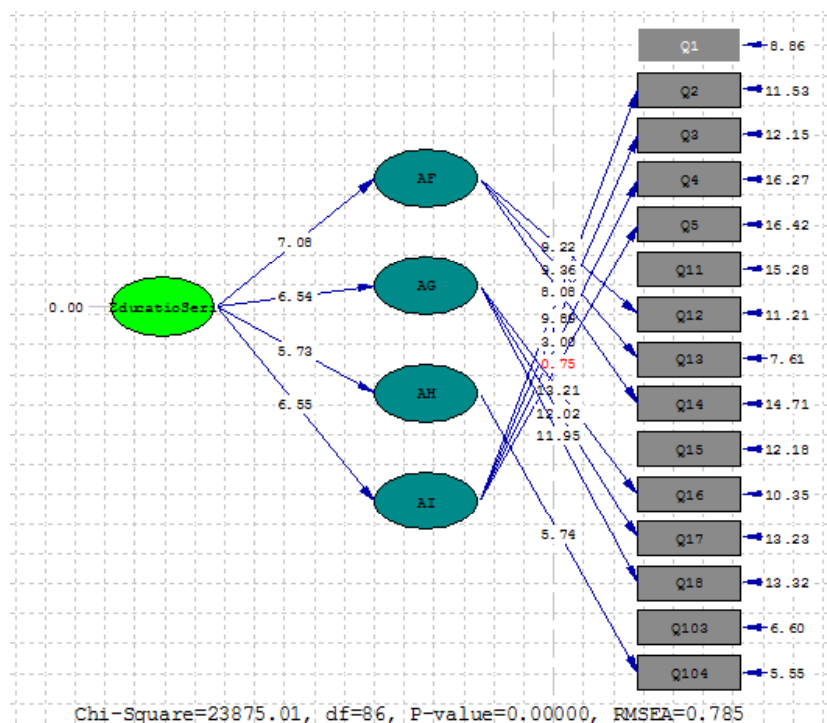 Q1
8.86
Q2
11.53
Q3
12.15
AF
Q4
16.27
7.08
Q5
16.42
9.22
9.36
Q11
15.28
AG
6.54
8.08
0.00
EducatioSer
Q12
11.21
3.00
5.73
0.75
Q13
7.61
AH
13.21
6.55
12.02
Q14
14.71
11.95
Q15
12.18
AI
Q16
10.35
5.74
Q17
13.23
Q18
13.32
Q103
6.60
Q104
5.55
Chi-Square=23875.01, df=86, P-value=0.00000, RMSEA=0.785